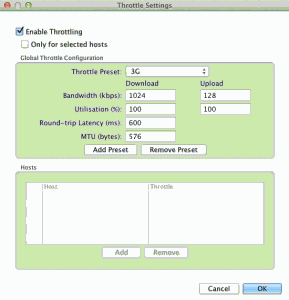 Throttle Settings
Enable Throttling
Only for selected hosts
Global Throttle Configuration
Throttle Preset: 3G
Download Upload
Bandwidth (kbps): 1024 128
Utilisation (%): 100 100
Round-trip Latency (ms): 600
MTU (bytes): 576
Add Preset Remove Preset
Hosts
Host Throttle
Add Remove
Cancel OK